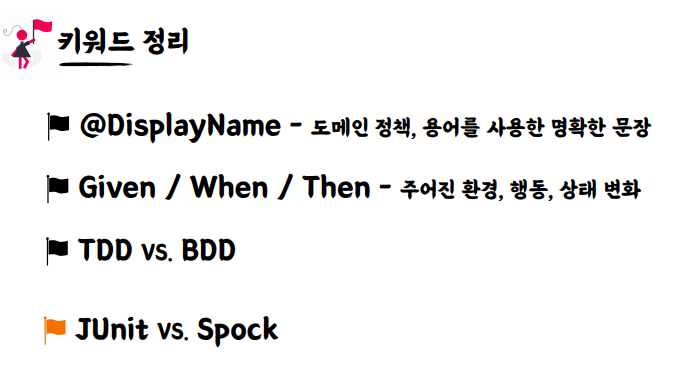 키워드 정리
@DisplayName - 도메인 정책, 용어를 사용한 명확한 문장
Given / When / Then - 주어진 환경, 행동, 상태 변화
TDD vs. BDD
JUnit vs. Spock